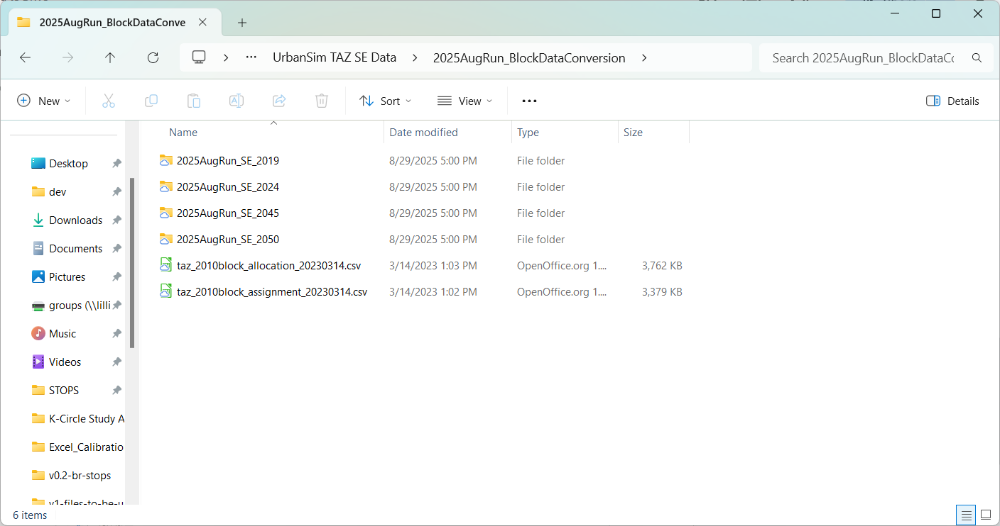 2025AugRun_BlockDataConve
UrbanSim TAZ SE Data 2025AugRun_BlockDataConversion
Search 2025AugRun_BlockDataCo
New
Sort
View
Details
Name Date modified Type Size
Desktop
dev
Downloads
Documents
Pictures
groups (\\lilli
Music
Videos
STOPS
K-Circle Study A
Excel_Calibratio
v0.2-br-stops
v1-files-to-be-u
2025AugRun_SE_2019 8/29/2025 5:00 PM File folder
2025AugRun_SE_2024 8/29/2025 5:00 PM File folder
2025AugRun_SE_2045 8/29/2025 5:00 PM File folder
2025AugRun_SE_2050 8/29/2025 5:00 PM File folder
taz_2010block_allocation_20230314.csv 3/14/2023 1:03 PM OpenOffice.org 1.... 3,762 KB
taz_2010block_assignment_20230314.csv 3/14/2023 1:02 PM OpenOffice.org 1.... 3,379 KB
6 items